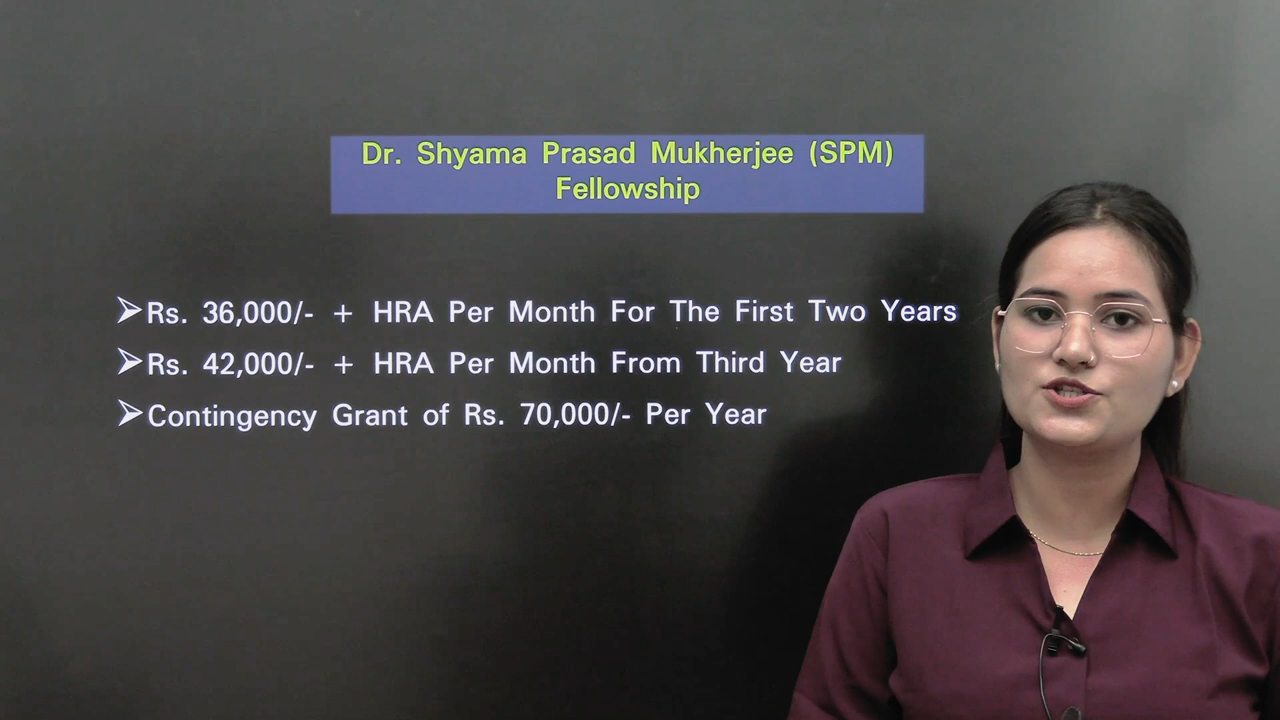 Dr. Shyama Prasad Mukherjee (SPM)
Fellowship
➢Rs. 36,000/- + HRA Per Month For The First Two Years
➢Rs. 42,000/- + HRA Per Month From Third Year
➢Contingency Grant of Rs. 70,000/- Per Year